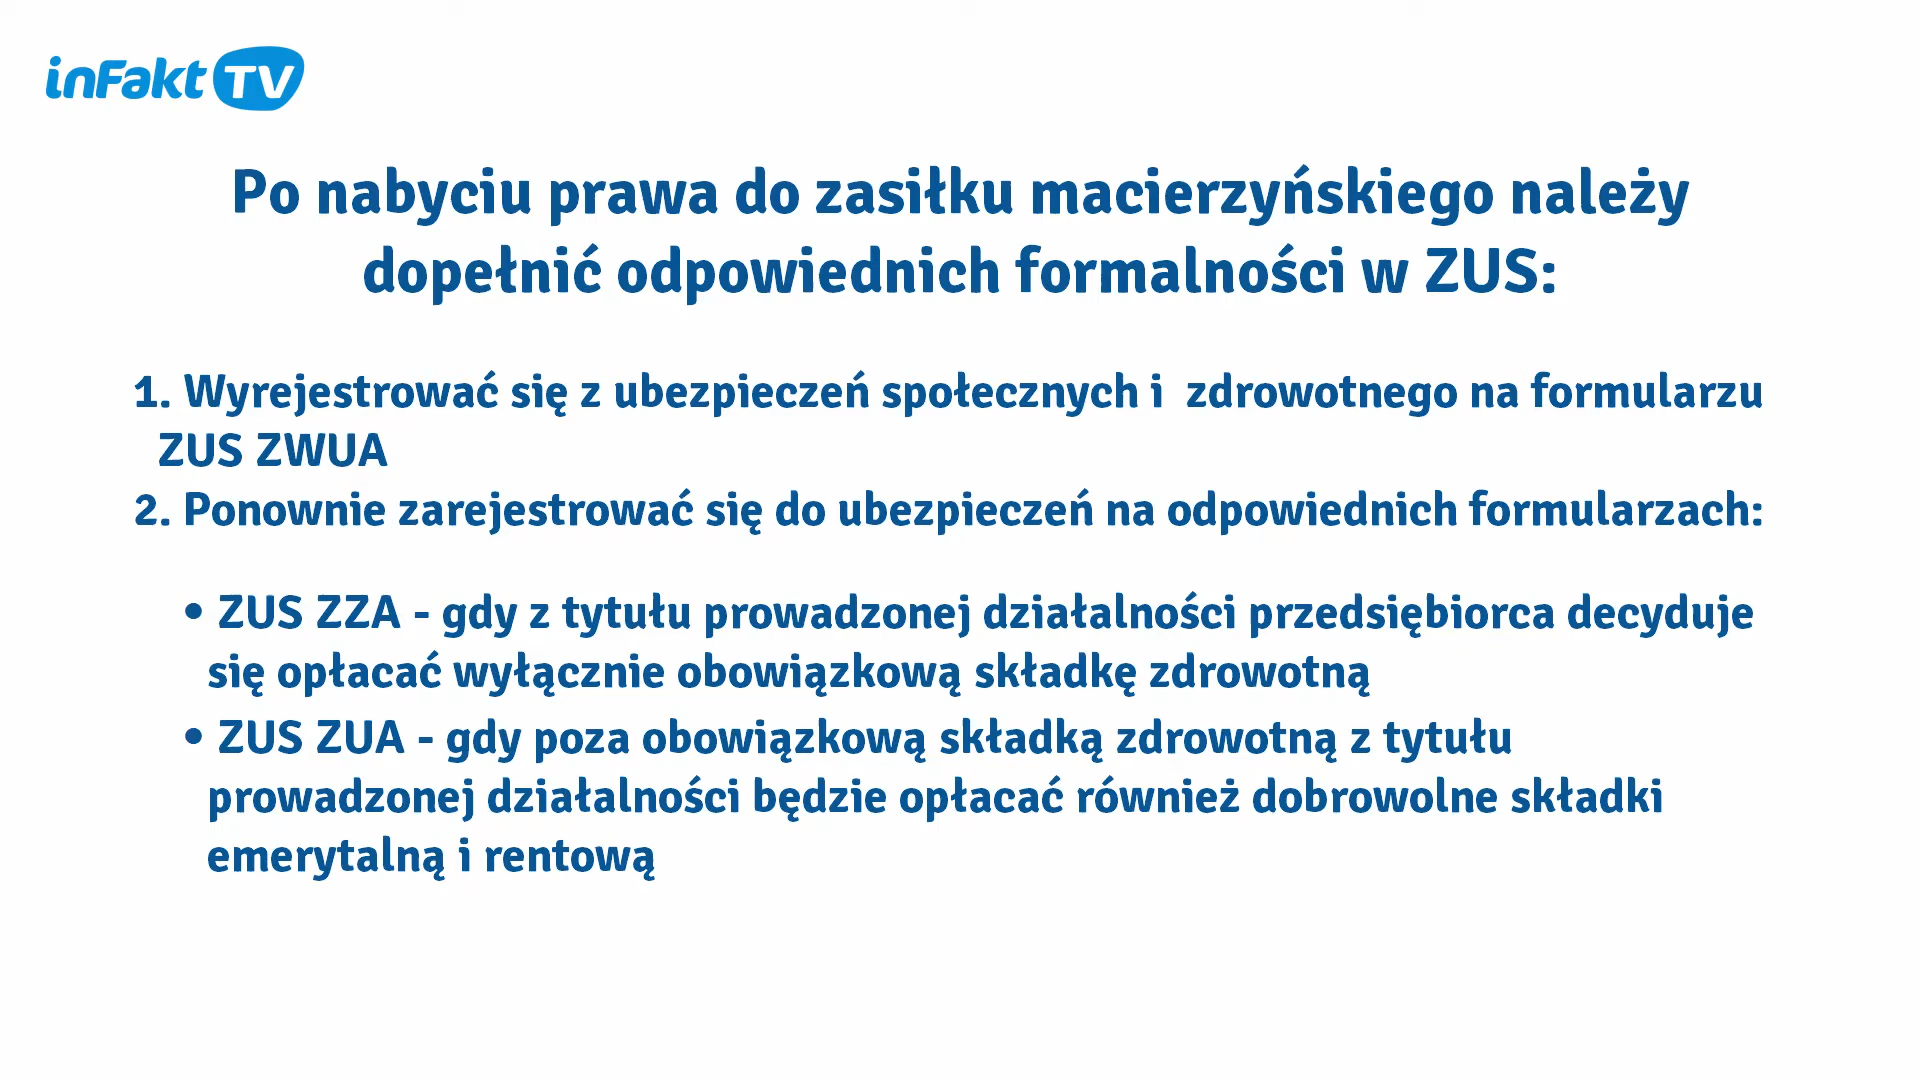 inFakt TV
Po nabyciu prawa do zasiłku macierzyńskiego należy
dopełnić odpowiednich formalności w ZUS:
1. Wyrejestrować się z ubezpieczeń społecznych i  zdrowotnego na formularzu
ZUS ZWUA
2. Ponownie zarejestrować się do ubezpieczeń na odpowiednich formularzach:
• ZUS ZZA - gdy z tytułu prowadzonej działalności przedsiębiorca decyduje
się opłacać wyłącznie obowiązkową składkę zdrowotną
• ZUS ZUA - gdy poza obowiązkową składką zdrowotną z tytułu
prowadzonej działalności będzie opłacać również dobrowolne składki
emerytalną i rentową